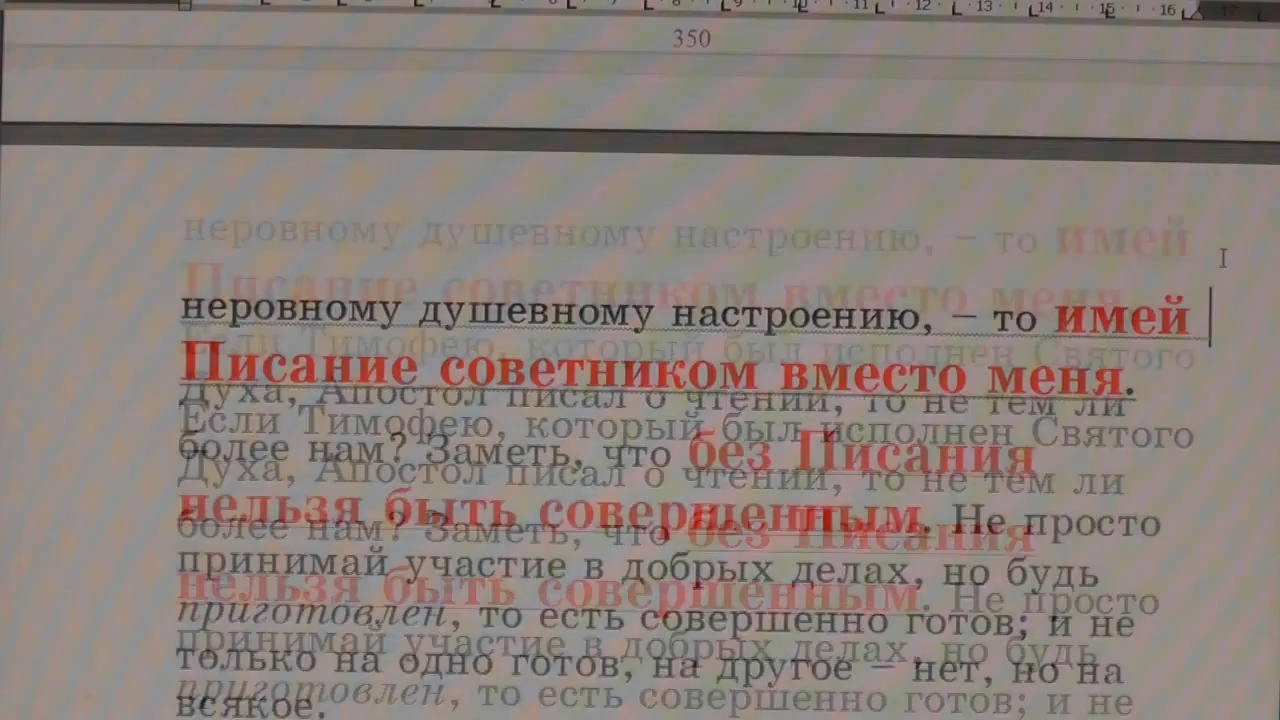 350
неровному душевному настроению, – то имей
Писание советником вместо меня.
Если Тимофею, который был исполнен Святого
Духа, Апостол писал о чтении, то не тем ли
более нам? Заметь, что без Писания
нельзя быть совершенным. Не просто
принимай участие в добрых делах, но будь
приготовлен, то есть совершенно готов; и не
только на одно готов, на другое – нет, но на
всякое.